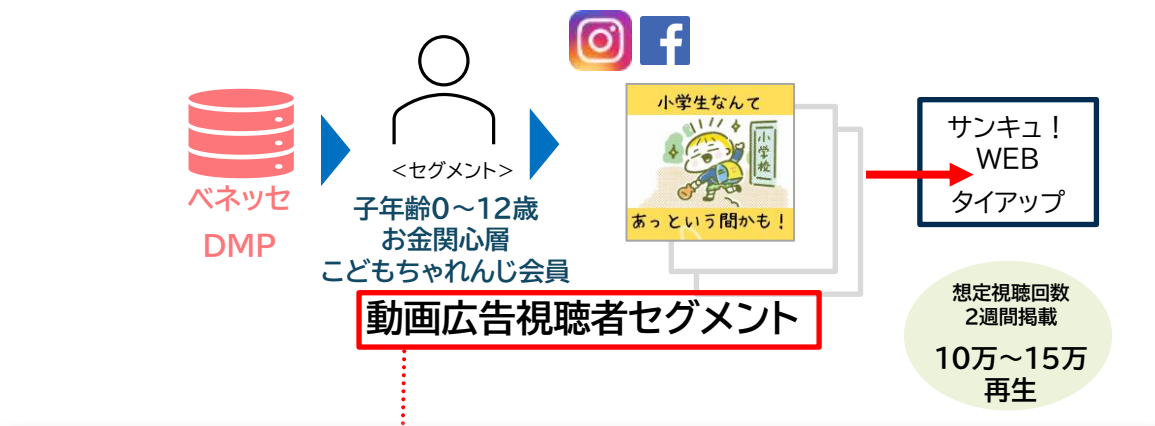 ベネッセ
DMP
<セグメント>
子年齢0～12歳
お金関心層
こどもちゃれんじ会員
小学生なんて
小学校
あっという間かも！
サンキュ！
WEB
タイアップ
動画広告視聴者セグメント
想定視聴回数
2週間掲載
10万～15万
再生